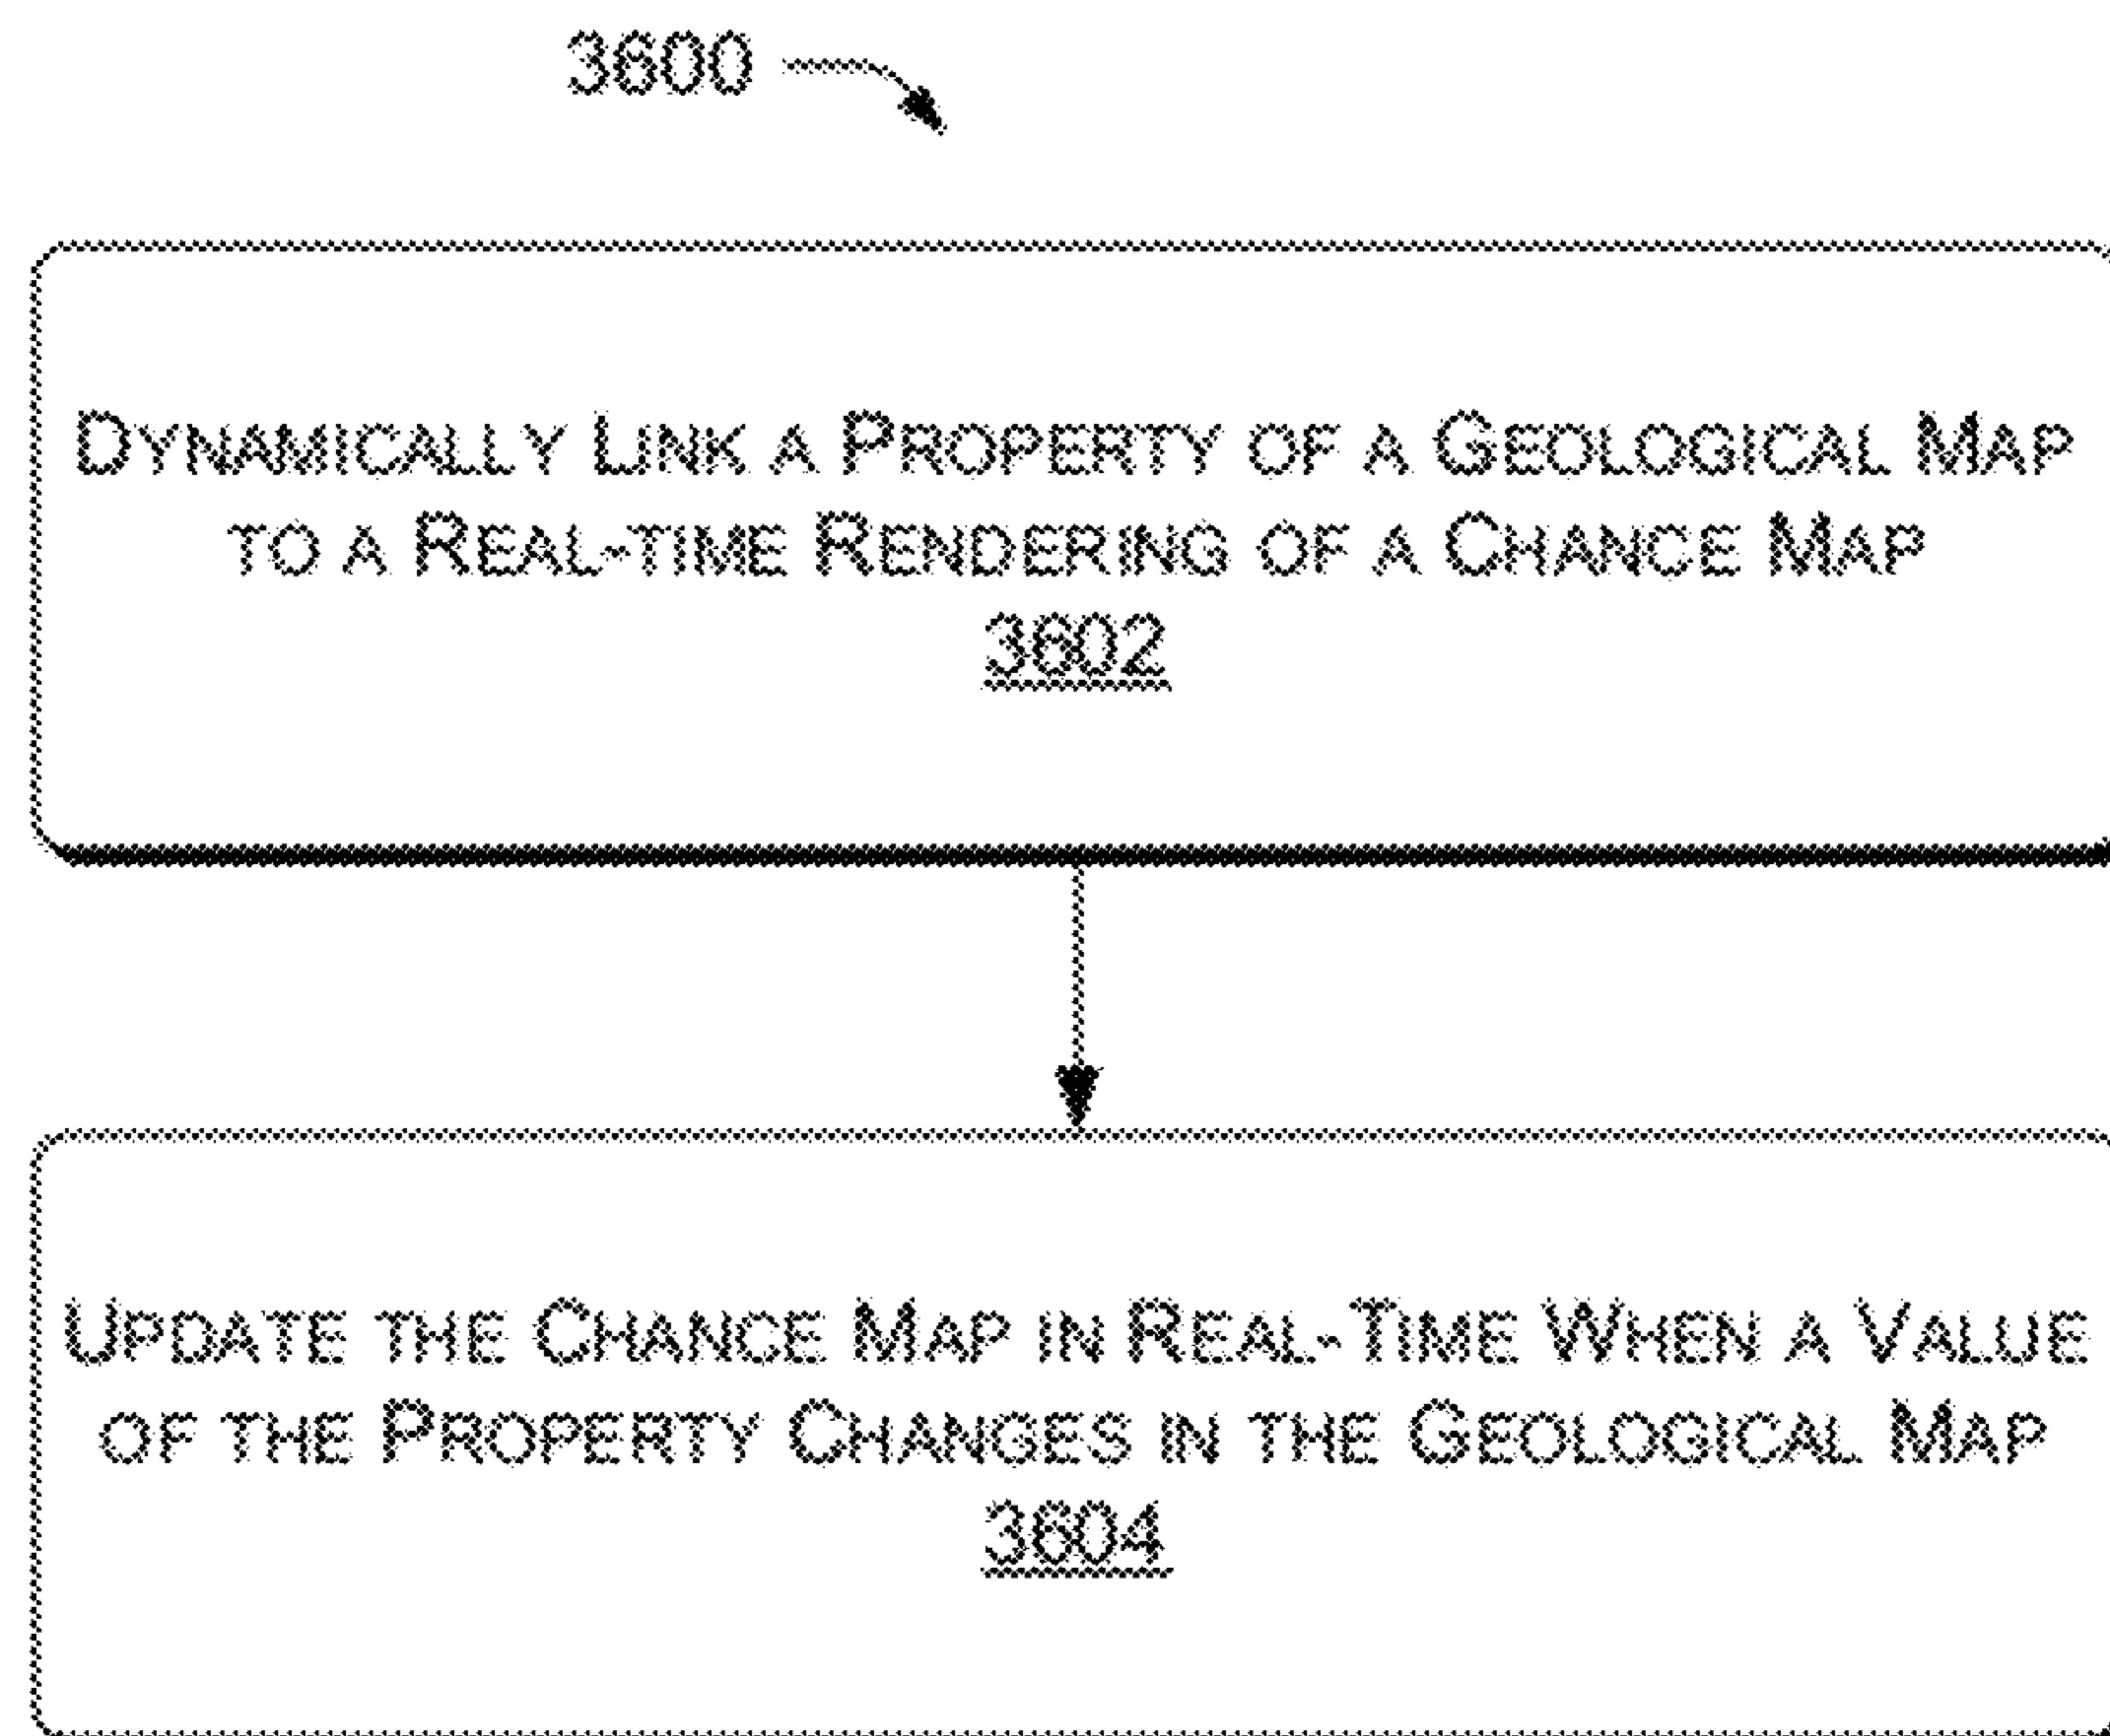 3600
Dynamically Link a Property of a Geological Map
to a Real-time Rendering of a Chance Map
3602
Update the Chance Map in Real-Time When a Value
of the Property Changes in the Geological Map
3604